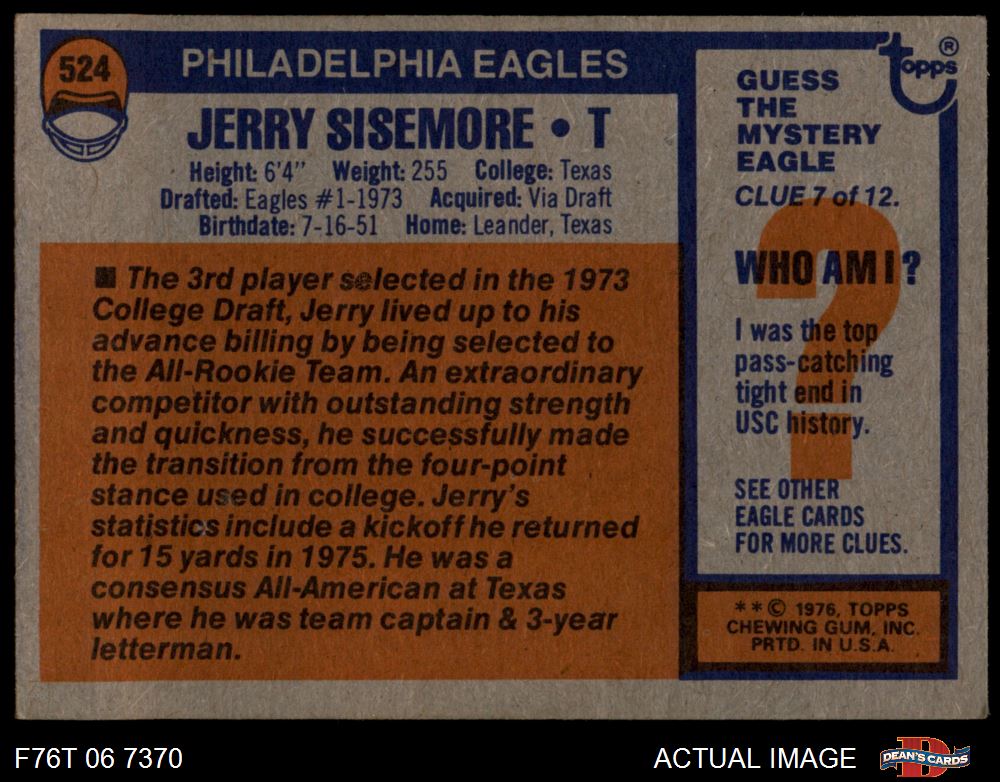 524
PHILADELPHIA EAGLES
JERRY SISEMORE • T
Height: 6'4" Weight: 255 College: Texas
Drafted: Eagles #1-1973 Acquired: Via Draft
Birthdate: 7-16-51 Home: Leander, Texas
■ The 3rd player selected in the 1973
College Draft, Jerry lived up to his
advance billing by being selected to
the All-Rookie Team. An extraordinary
competitor with outstanding strength
and quickness, he successfully made
the transition from the four-point
stance used in college. Jerry's
statistics include a kickoff he returned
for 15 yards in 1975. He was a
consensus All-American at Texas
where he was team captain & 3-year
letterman.
topps®
GUESS
THE
MYSTERY
EAGLE
CLUE 7 of 12.
?
WHO AM I?
I was the top
pass-catching
tight end in
USC history.
SEE OTHER
EAGLE CARDS
FOR MORE CLUES.
**© 1976, TOPPS
CHEWING GUM, INC.
PRTD. IN U.S.A.
F76T 06 7370
ACTUAL IMAGE
D
DEAN'S CARDS